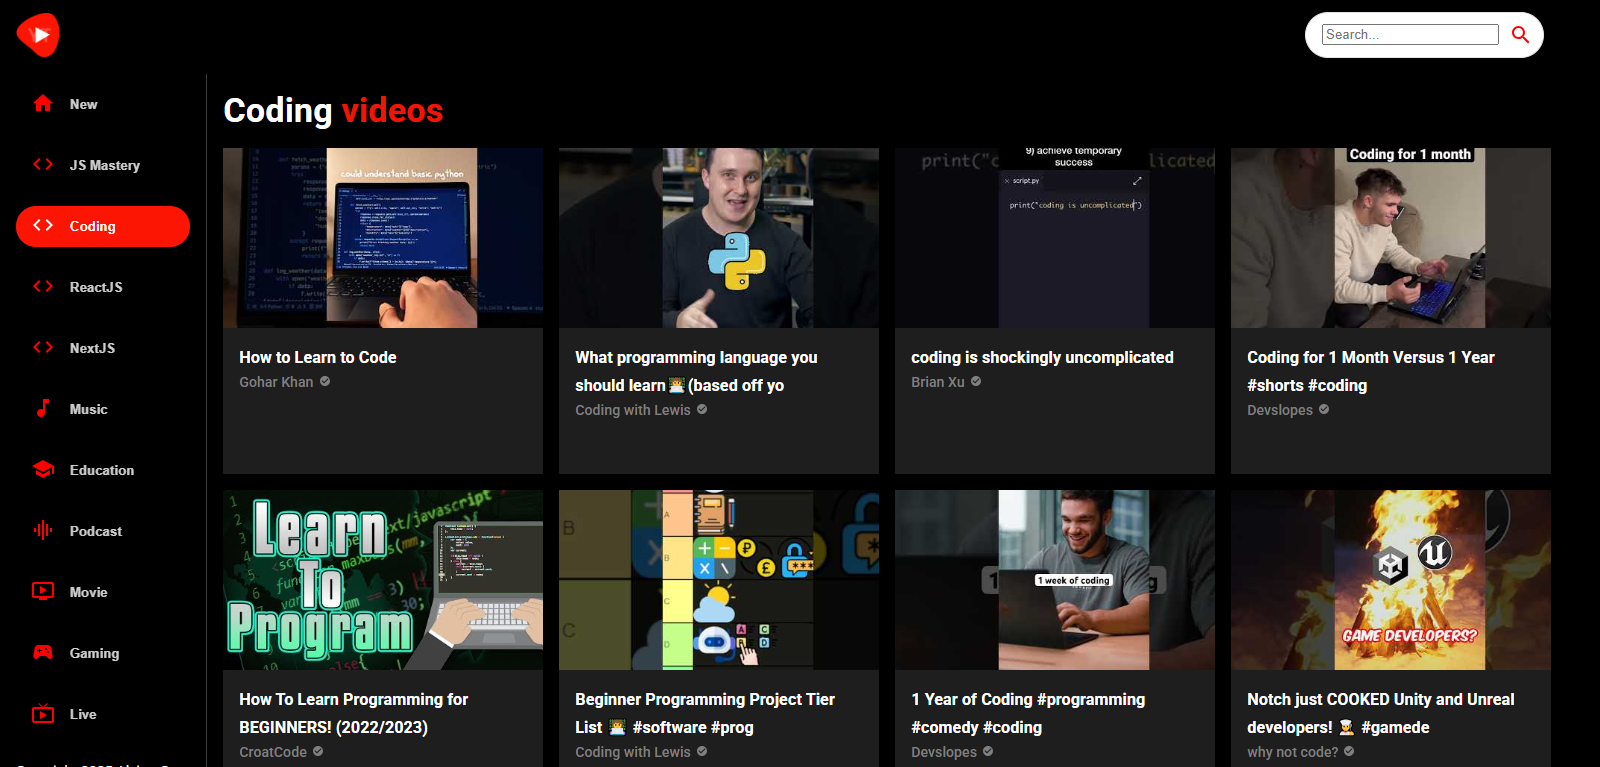 Search...
New
JS Mastery
Coding
ReactJS
NextJS
Music
Education
Podcast
Movie
Gaming
Live
Coding videos
could understand basic python
How to Learn to Code
Gohar Khan
What programming language you
should learn 👨‍💻 (based off yo
Coding with Lewis
9) achieve temporary
success
script.py
print("coding is uncomplicated")
coding is shockingly uncomplicated
Brian Xu
Coding for 1 month
Coding for 1 Month Versus 1 Year
#shorts #coding
Devslopes
Learn
To
Program
How To Learn Programming for
BEGINNERS! (2022/2023)
CroatCode
A
B
C
D
Beginner Programming Project Tier
List 👨‍💻 #software #prog
Coding with Lewis
1 week of coding
1 Year of Coding #programming
#comedy #coding
Devslopes
GAME DEVELOPERS?
Notch just COOKED Unity and Unreal
developers! 👨‍🍳 #gamede
why not code?